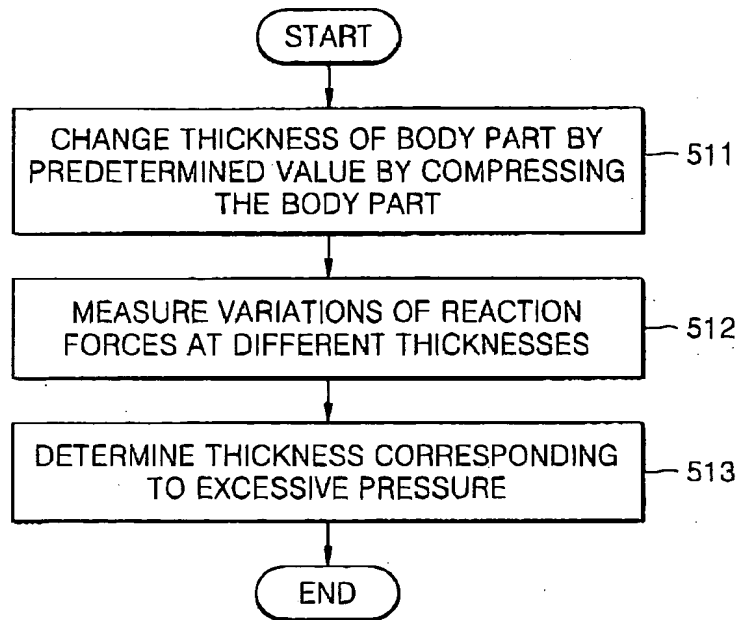 START
CHANGE THICKNESS OF BODY PART BY
PREDETERMINED VALUE BY COMPRESSING
THE BODY PART
511
MEASURE VARIATIONS OF REACTION
FORCES AT DIFFERENT THICKNESSES
512
DETERMINE THICKNESS CORRESPONDING
TO EXCESSIVE PRESSURE
513
END